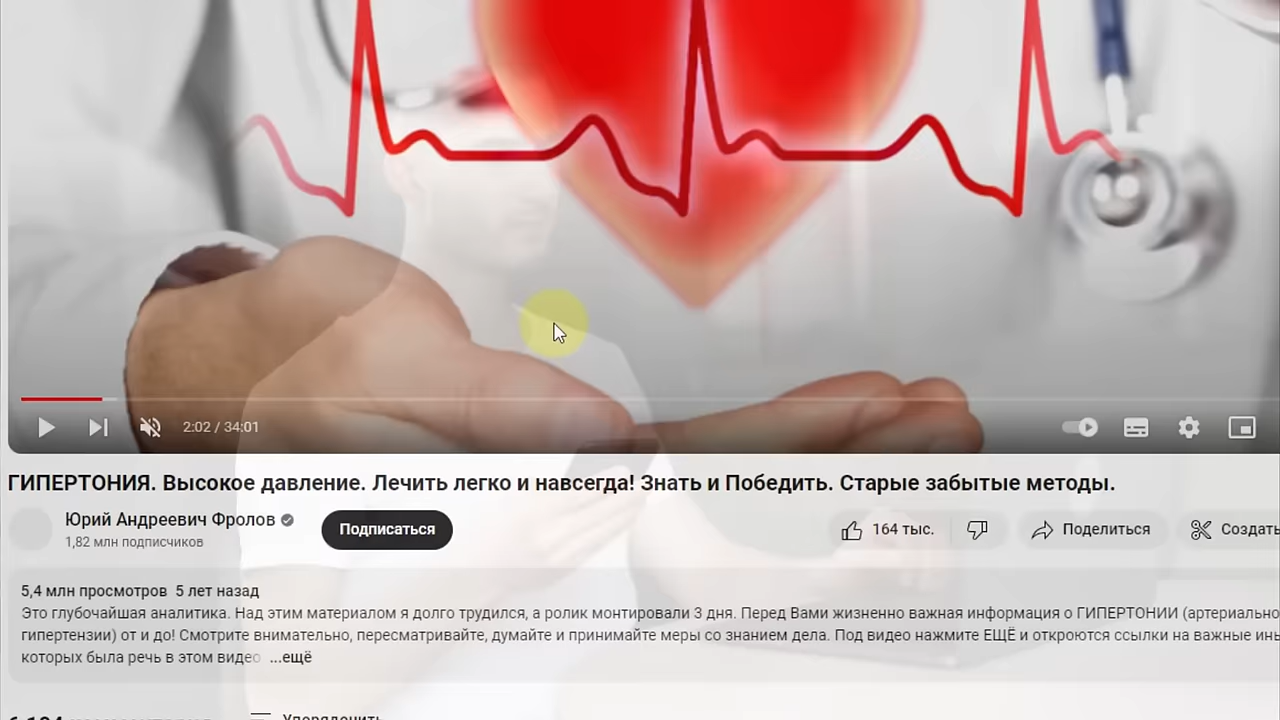 2:02 / 34:01
ГИПЕРТОНИЯ. Высокое давление. Лечить легко и навсегда! Знать и Победить. Старые забытые методы.
Юрий Андреевич Фролов
Подписаться
164 тыс.
Поделиться
Создать
1,82 млн подписчиков
5,4 млн просмотров 5 лет назад
Это глубочайшая аналитика. Над этим материалом я долго трудился, а ролик монтировали 3 дня. Перед Вами жизненно важная информация о ГИПЕРТОНИИ (артериально
гипертензии) от и до! Смотрите внимательно, пересматривайте, думайте и принимайте меры со знанием дела. Под видео нажмите ЕЩЁ и откроются ссылки на важные
которых была речь в этом видео ...ещё
Упорядочить